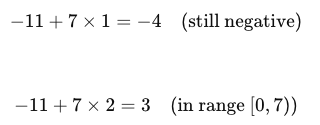 −11 + 7 × 1 = −4 (still negative)
−11 + 7 × 2 = 3 (in range [0, 7))